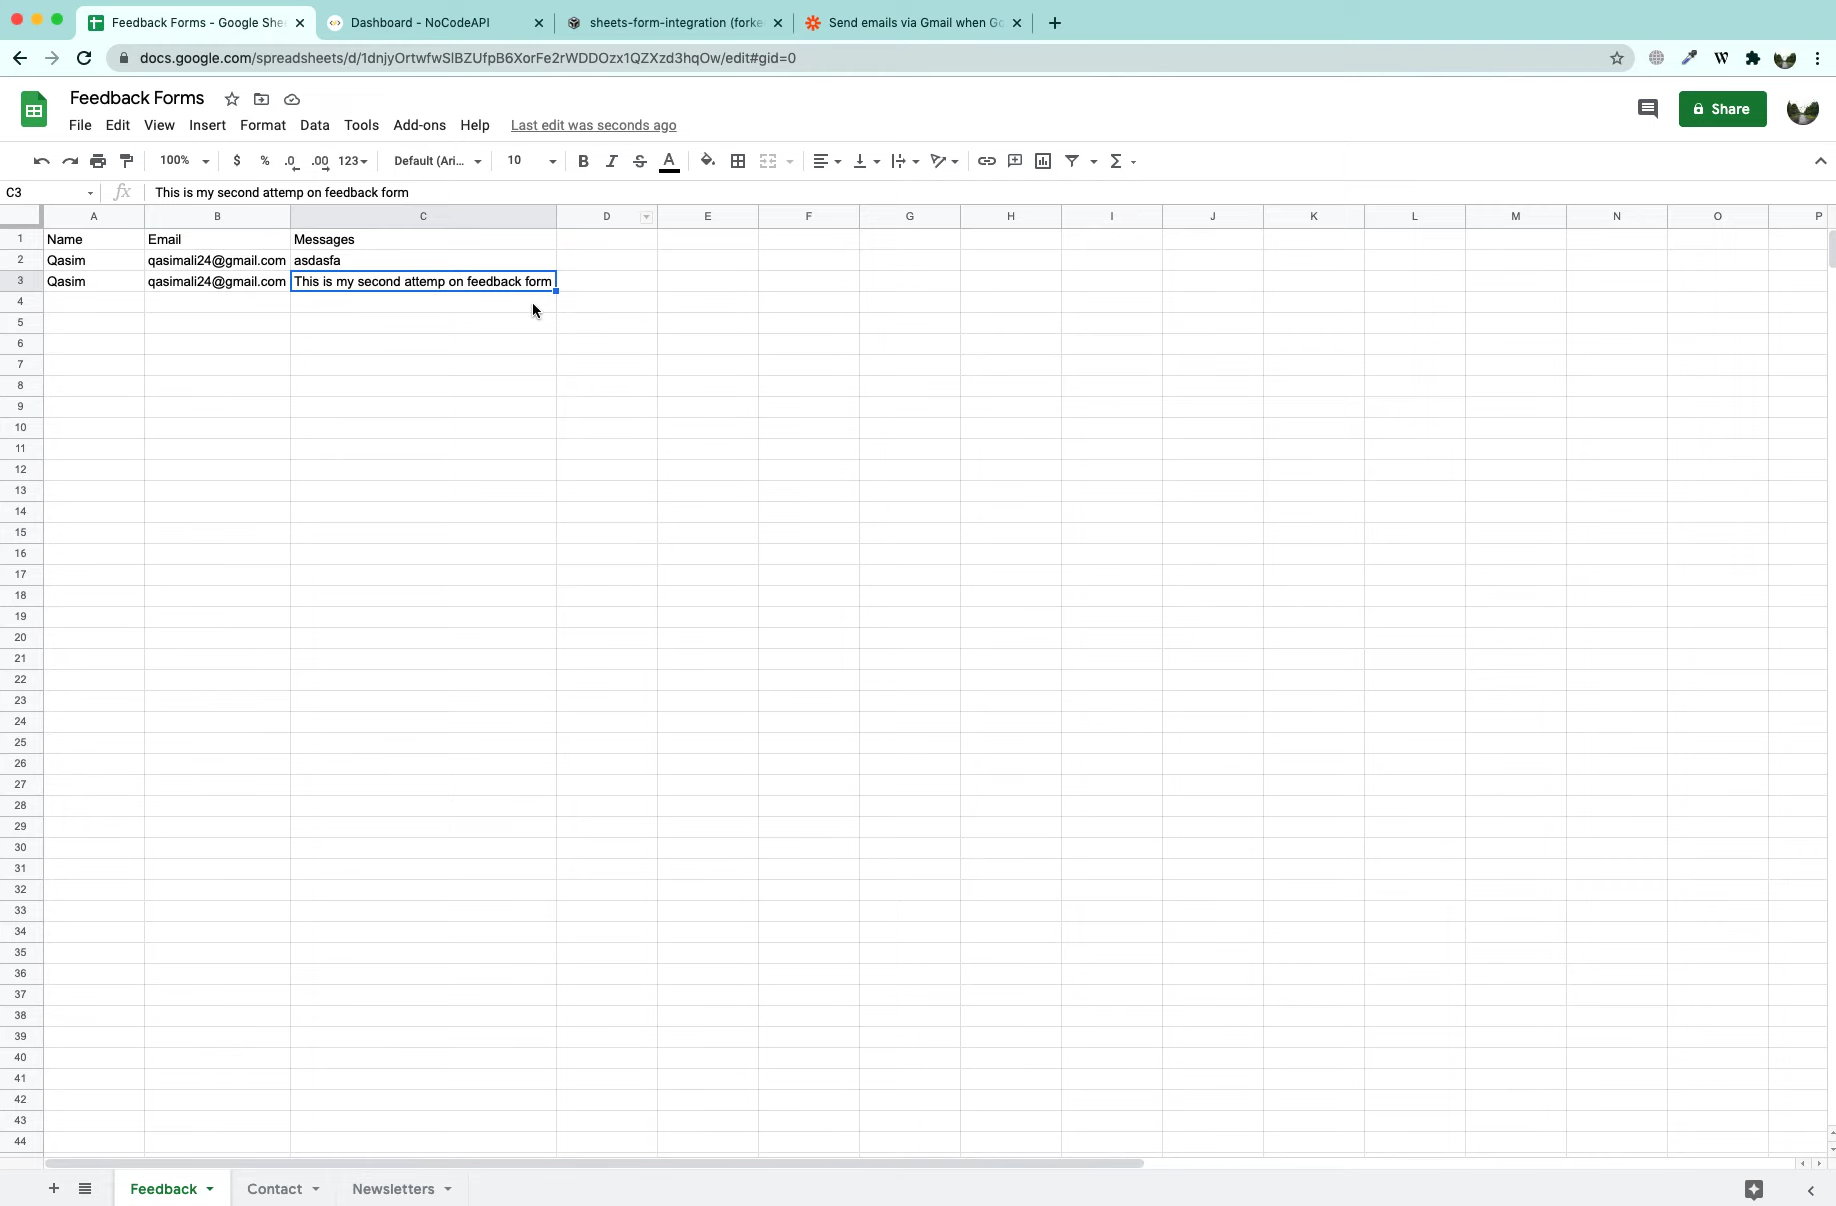 Feedback Forms - Google She
Dashboard - NoCodeAPI
sheets-form-integration (forke
Send emails via Gmail when Go
docs.google.com/spreadsheets/d/1dnjyOrtwfwSlBZUfpB6XorFe2rWDDOzx1QZXzd3hqOw/edit#gid=0
Feedback Forms
Share
File Edit View Insert Format Data Tools Add-ons Help Last edit was seconds ago
100% $ % .0 .00 123 Default (Ari... 10 B I S A Σ
C3 fx This is my second attemp on feedback form
A B C D E F G H I J K L M N O P
1 Name Email Messages
2 Qasim qasimali24@gmail.com asdasfa
3 Qasim qasimali24@gmail.com This is my second attemp on feedback form
4
5
6
7
8
9
10
11
12
13
14
15
16
17
18
19
20
21
22
23
24
25
26
27
28
29
30
31
32
33
34
35
36
37
38
39
40
41
42
43
44
Feedback Contact Newsletters